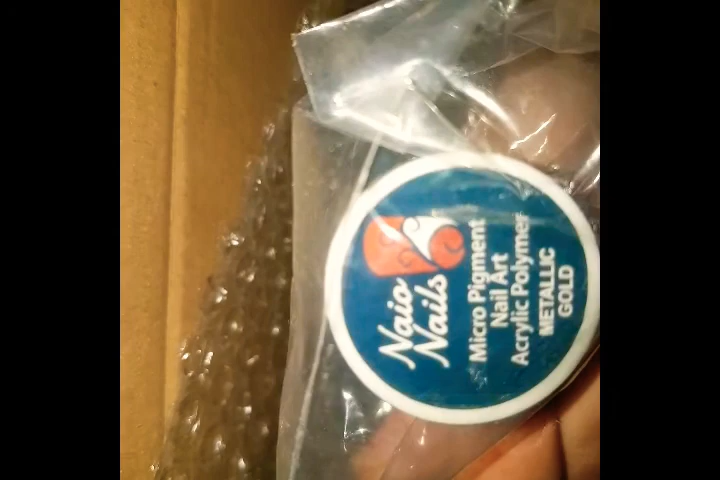 Naio
Nails
Micro Pigment
Nail Art
Acrylic Polymer
METALLIC
GOLD